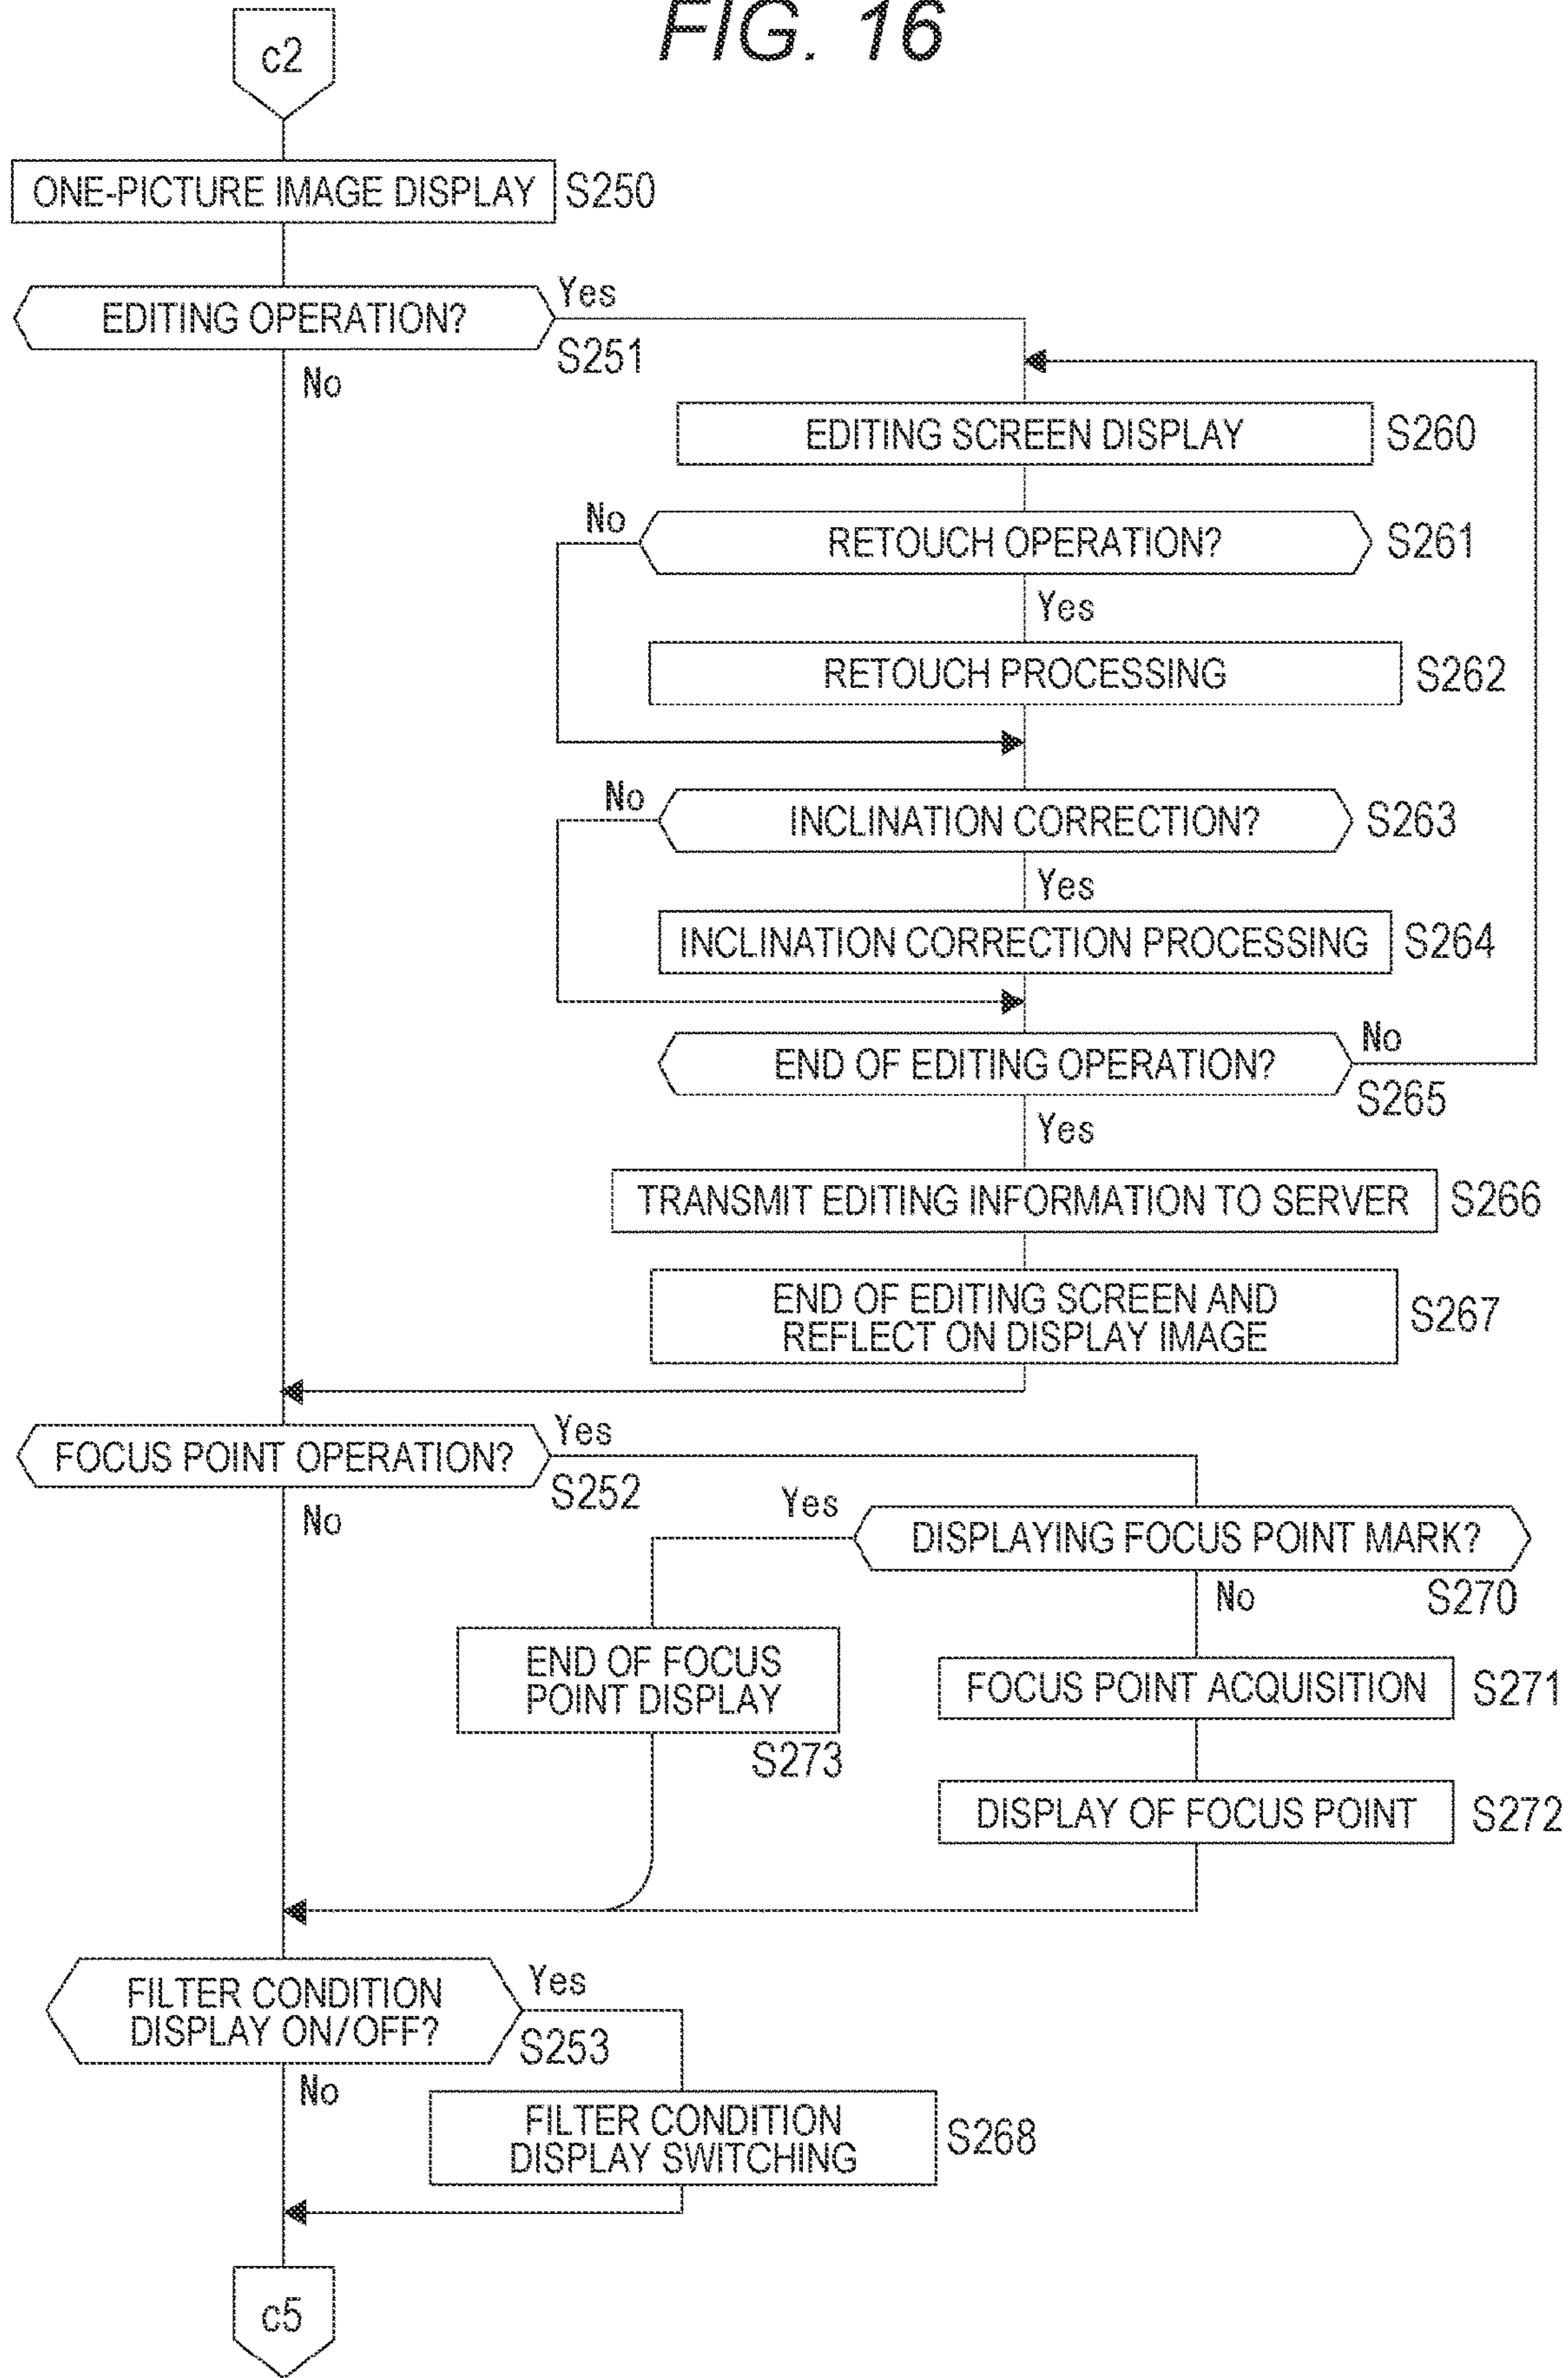 FIG. 16
c2
ONE-PICTURE IMAGE DISPLAY S250
EDITING OPERATION?
Yes
S251
No
EDITING SCREEN DISPLAY S260
No
RETOUCH OPERATION? S261
Yes
RETOUCH PROCESSING S262
No
INCLINATION CORRECTION? S263
Yes
INCLINATION CORRECTION PROCESSING S264
END OF EDITING OPERATION?
No
S265
Yes
TRANSMIT EDITING INFORMATION TO SERVER S266
END OF EDITING SCREEN AND
REFLECT ON DISPLAY IMAGE
S267
FOCUS POINT OPERATION?
Yes
S252
No
Yes
DISPLAYING FOCUS POINT MARK?
S270
No
END OF FOCUS
POINT DISPLAY
S273
FOCUS POINT ACQUISITION S271
DISPLAY OF FOCUS POINT S272
FILTER CONDITION
DISPLAY ON/OFF?
Yes
S253
No
FILTER CONDITION
DISPLAY SWITCHING
S268
c5